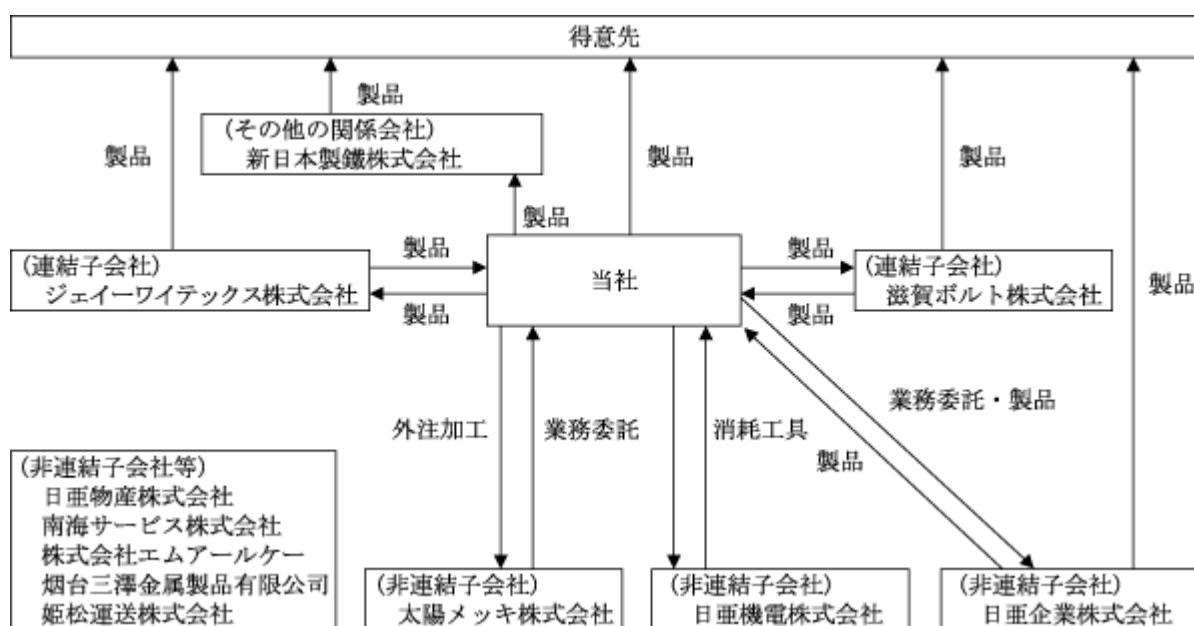 得意先
製品
(その他の関係会社)
新日本製鐵株式会社
製品
製品
製品
製品
製品
(連結子会社)
ジェイーワイテックス株式会社
製品
当社
製品
(連結子会社)
滋賀ボルト株式会社
製品
製品
製品
業務委託・製品
外注加工
業務委託
消耗工具
製品
(非連結子会社等)
日亜物産株式会社
南海サービス株式会社
株式会社エムアールケー
烟台三澤金属製品有限公司
姫松運送株式会社
(非連結子会社)
太陽メッキ株式会社
(非連結子会社)
日亜機電株式会社
(非連結子会社)
日亜企業株式会社